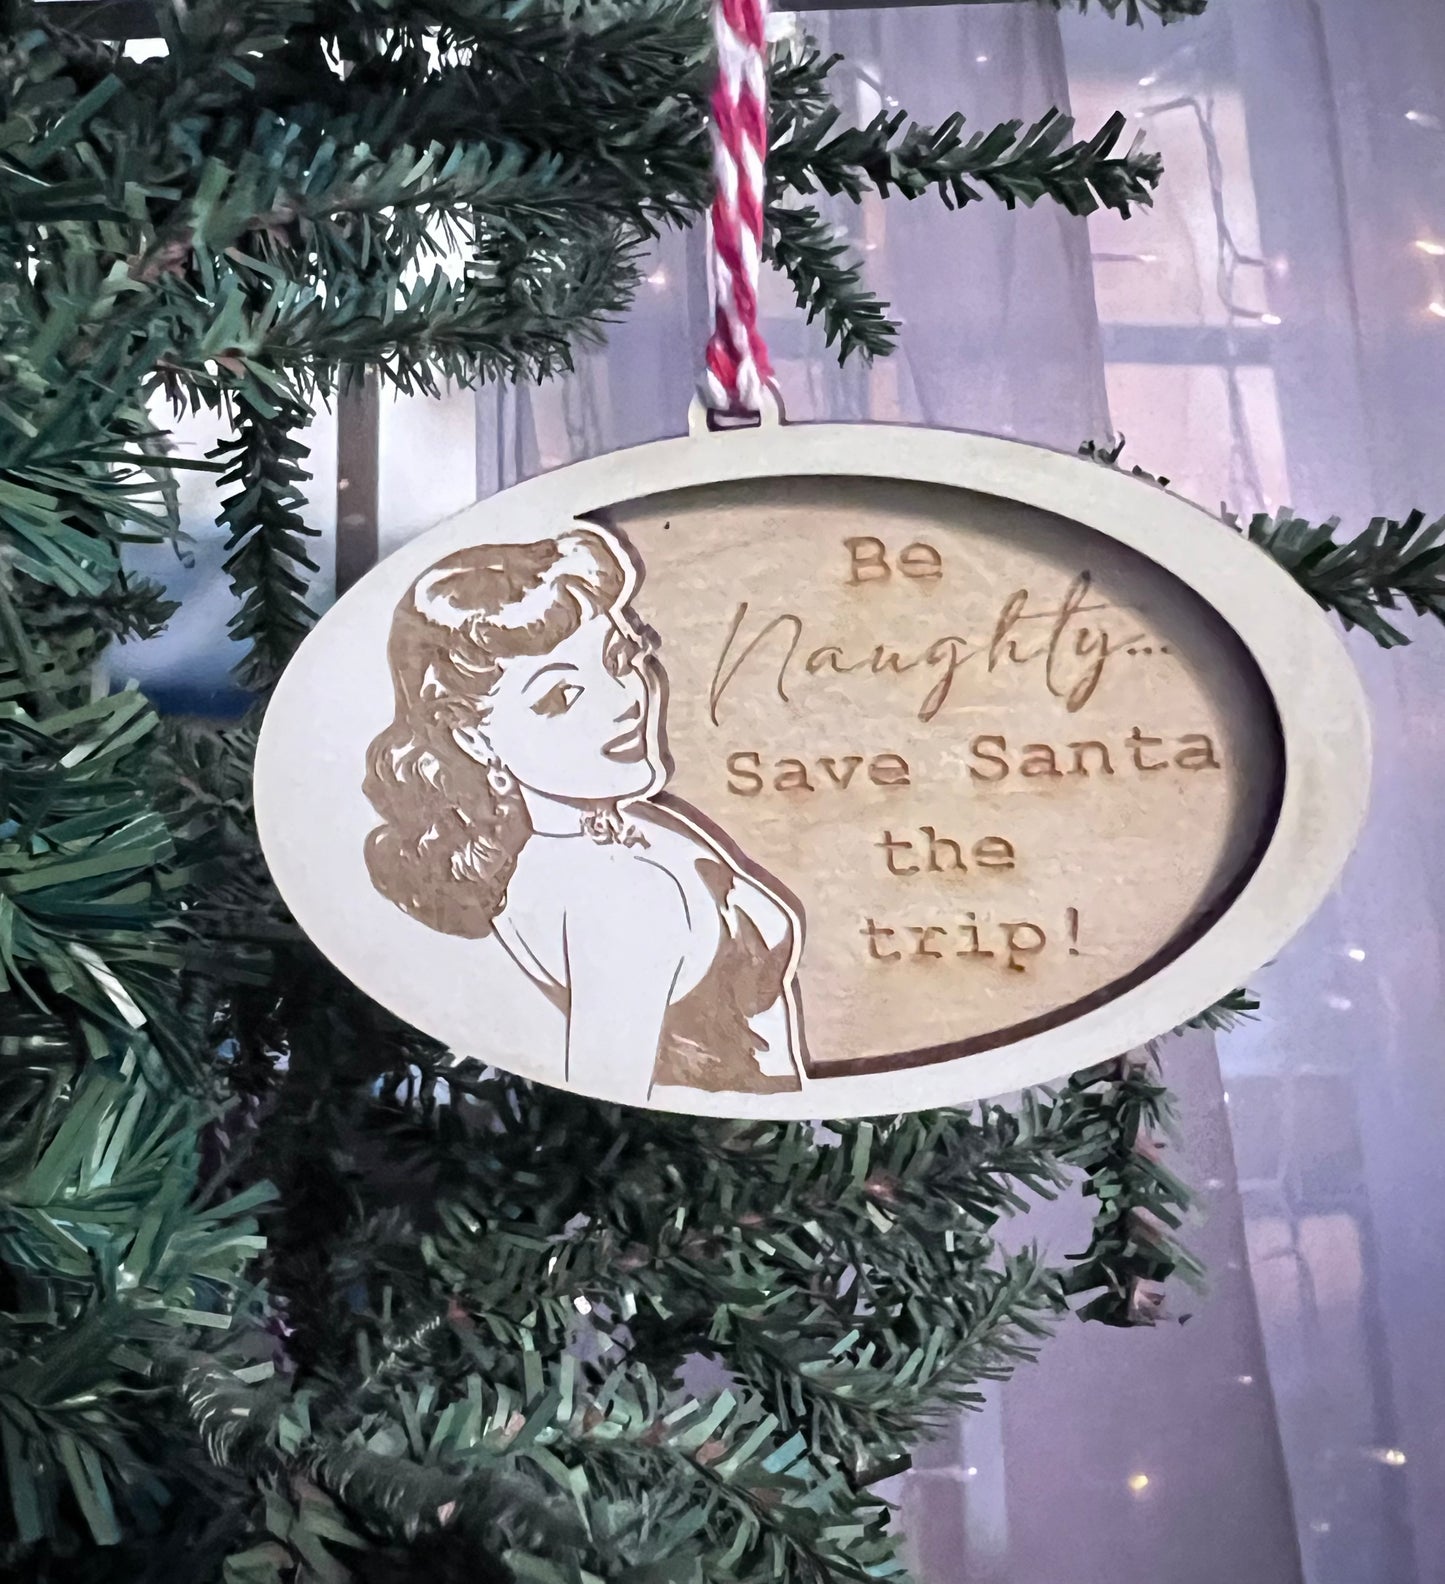 Be
Naughty...
Save Santa
the
trip!